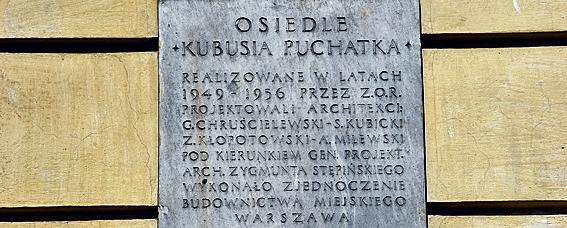 OSIEDLE
KUBUSIA PUCHATKA
REALIZOWANE W LATACH
1949-1956 PRZEZ Z.O.R.
PROJEKTOWALI ARCHITEKCI:
G.CHRUŚCIELEWSKI-S.KUBICKI
Z.KŁOPOTOWSKI-A.MILEWSKI
POD KIERUNKIEM GEN. PROJEKT.
ARCH. ZYGMUNTA STĘPIŃSKIEGO
WYKONAŁO ZJEDNOCZENIE
BUDOWNICTWA MIEJSKIEGO
WARSZAWA